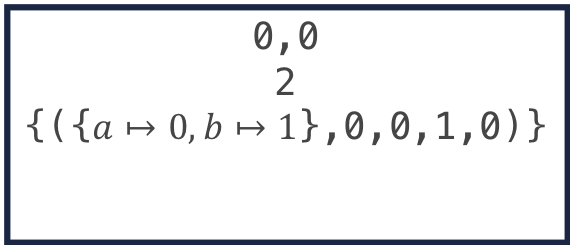 0,0
2
{({a ↦ 0, b ↦ 1},0,0,1,0)}